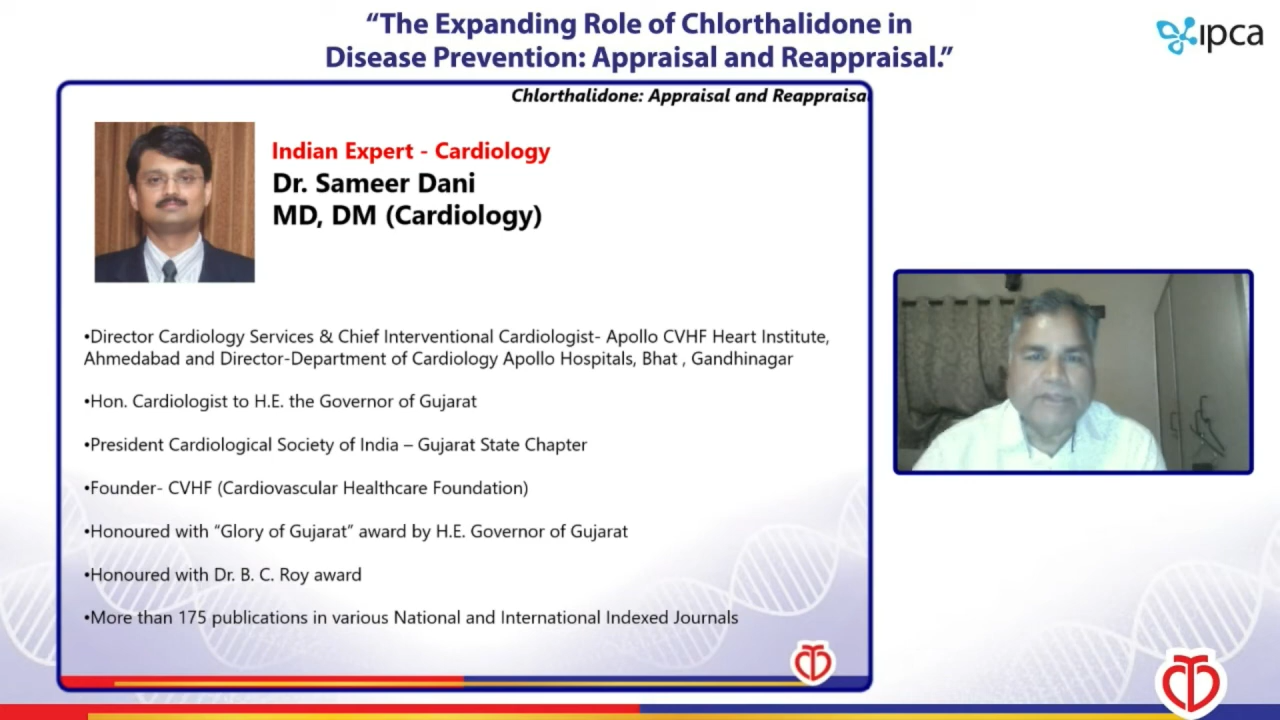 “The Expanding Role of Chlorthalidone in
Disease Prevention: Appraisal and Reappraisal.”
ipca
Chlorthalidone: Appraisal and Reappraisal
Indian Expert - Cardiology
Dr. Sameer Dani
MD, DM (Cardiology)
•Director Cardiology Services & Chief Interventional Cardiologist- Apollo CVHF Heart Institute,
Ahmedabad and Director-Department of Cardiology Apollo Hospitals, Bhat , Gandhinagar
•Hon. Cardiologist to H.E. the Governor of Gujarat
•President Cardiological Society of India – Gujarat State Chapter
•Founder- CVHF (Cardiovascular Healthcare Foundation)
•Honoured with “Glory of Gujarat” award by H.E. Governor of Gujarat
•Honoured with Dr. B. C. Roy award
•More than 175 publications in various National and International Indexed Journals